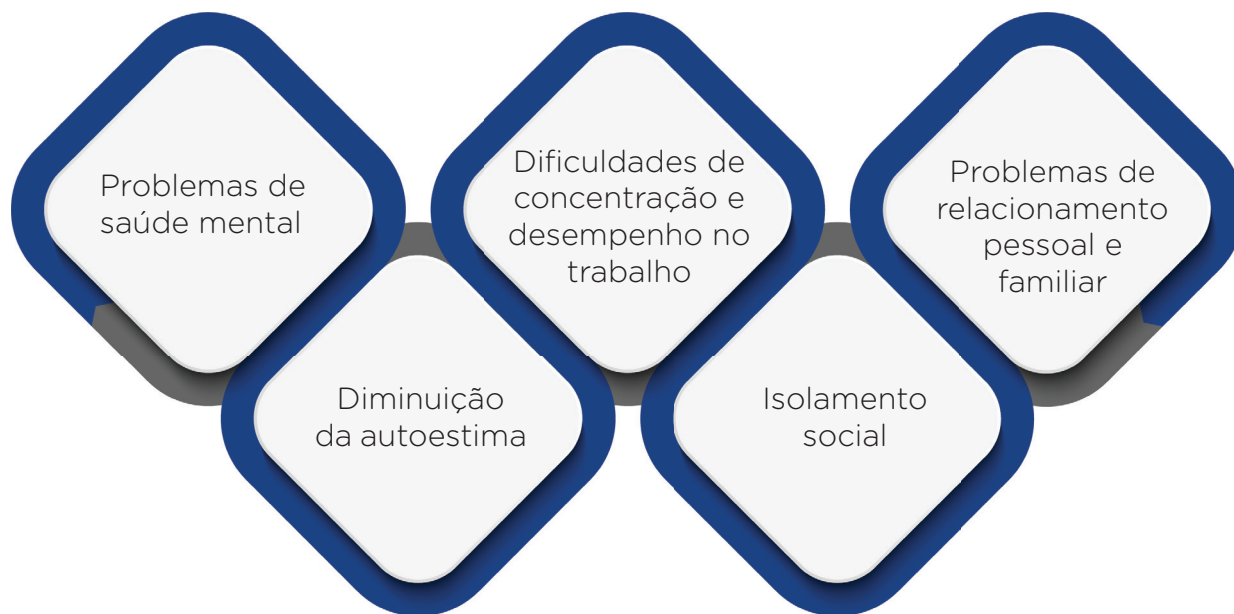 Problemas de
saúde mental
Diminuição
da autoestima
Dificuldades de
concentração e
desempenho no
trabalho
Isolamento
social
Problemas de
relacionamento
pessoal e
familiar